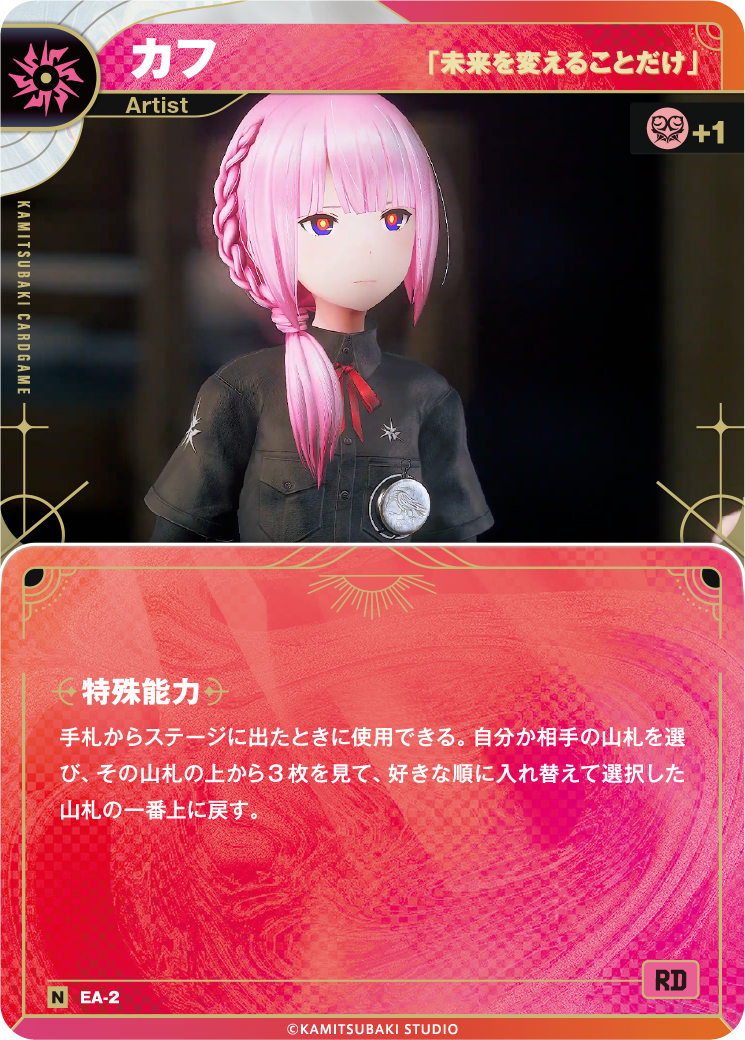 カフ
「未来を変えることだけ」
Artist
+1
KAMITSUBAKI CARDGAME
特殊能力
手札からステージに出たときに使用できる。自分か相手の山札を選
び、その山札の上から3枚を見て、好きな順に入れ替えて選択した
山札の一番上に戻す。
RD
N EA-2
©KAMITSUBAKI STUDIO